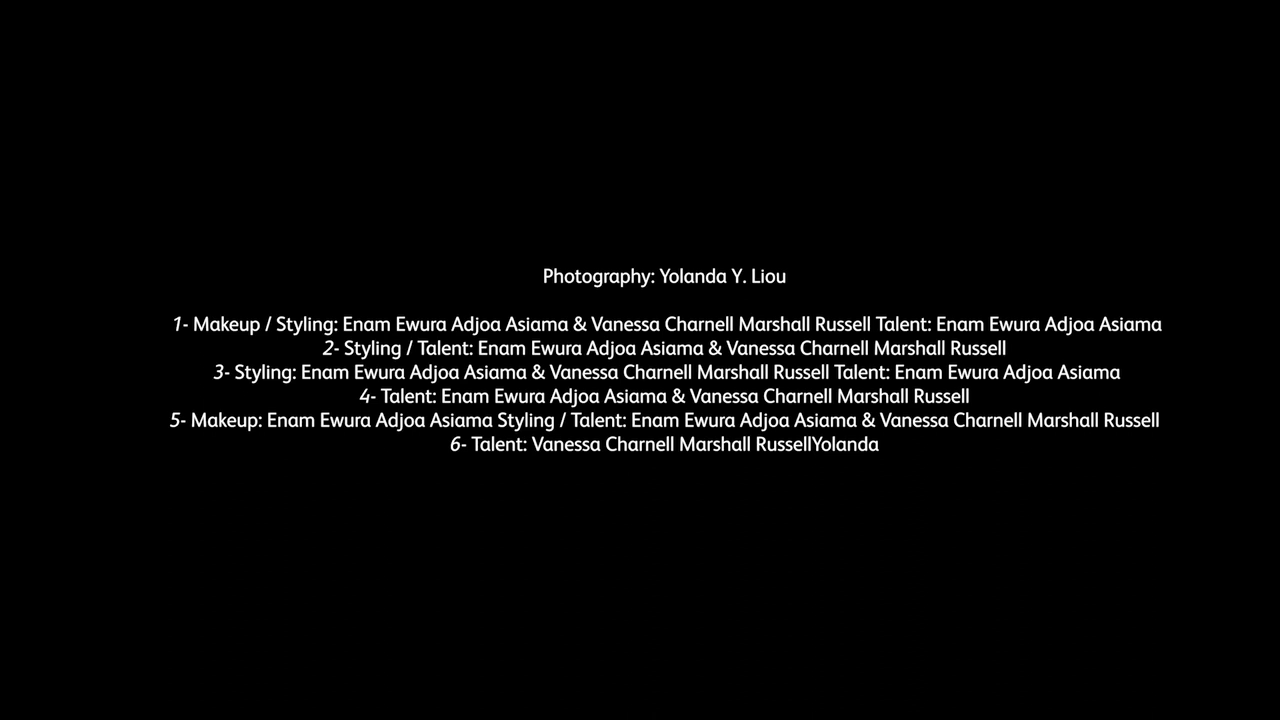 Photography: Yolanda Y. Liou
1- Makeup / Styling: Enam Ewura Adjoa Asiama & Vanessa Charnell Marshall Russell Talent: Enam Ewura Adjoa Asiama
2- Styling / Talent: Enam Ewura Adjoa Asiama & Vanessa Charnell Marshall Russell
3- Styling: Enam Ewura Adjoa Asiama & Vanessa Charnell Marshall Russell Talent: Enam Ewura Adjoa Asiama
4- Talent: Enam Ewura Adjoa Asiama & Vanessa Charnell Marshall Russell
5- Makeup: Enam Ewura Adjoa Asiama Styling / Talent: Enam Ewura Adjoa Asiama & Vanessa Charnell Marshall Russell
6- Talent: Vanessa Charnell Marshall RussellYolanda